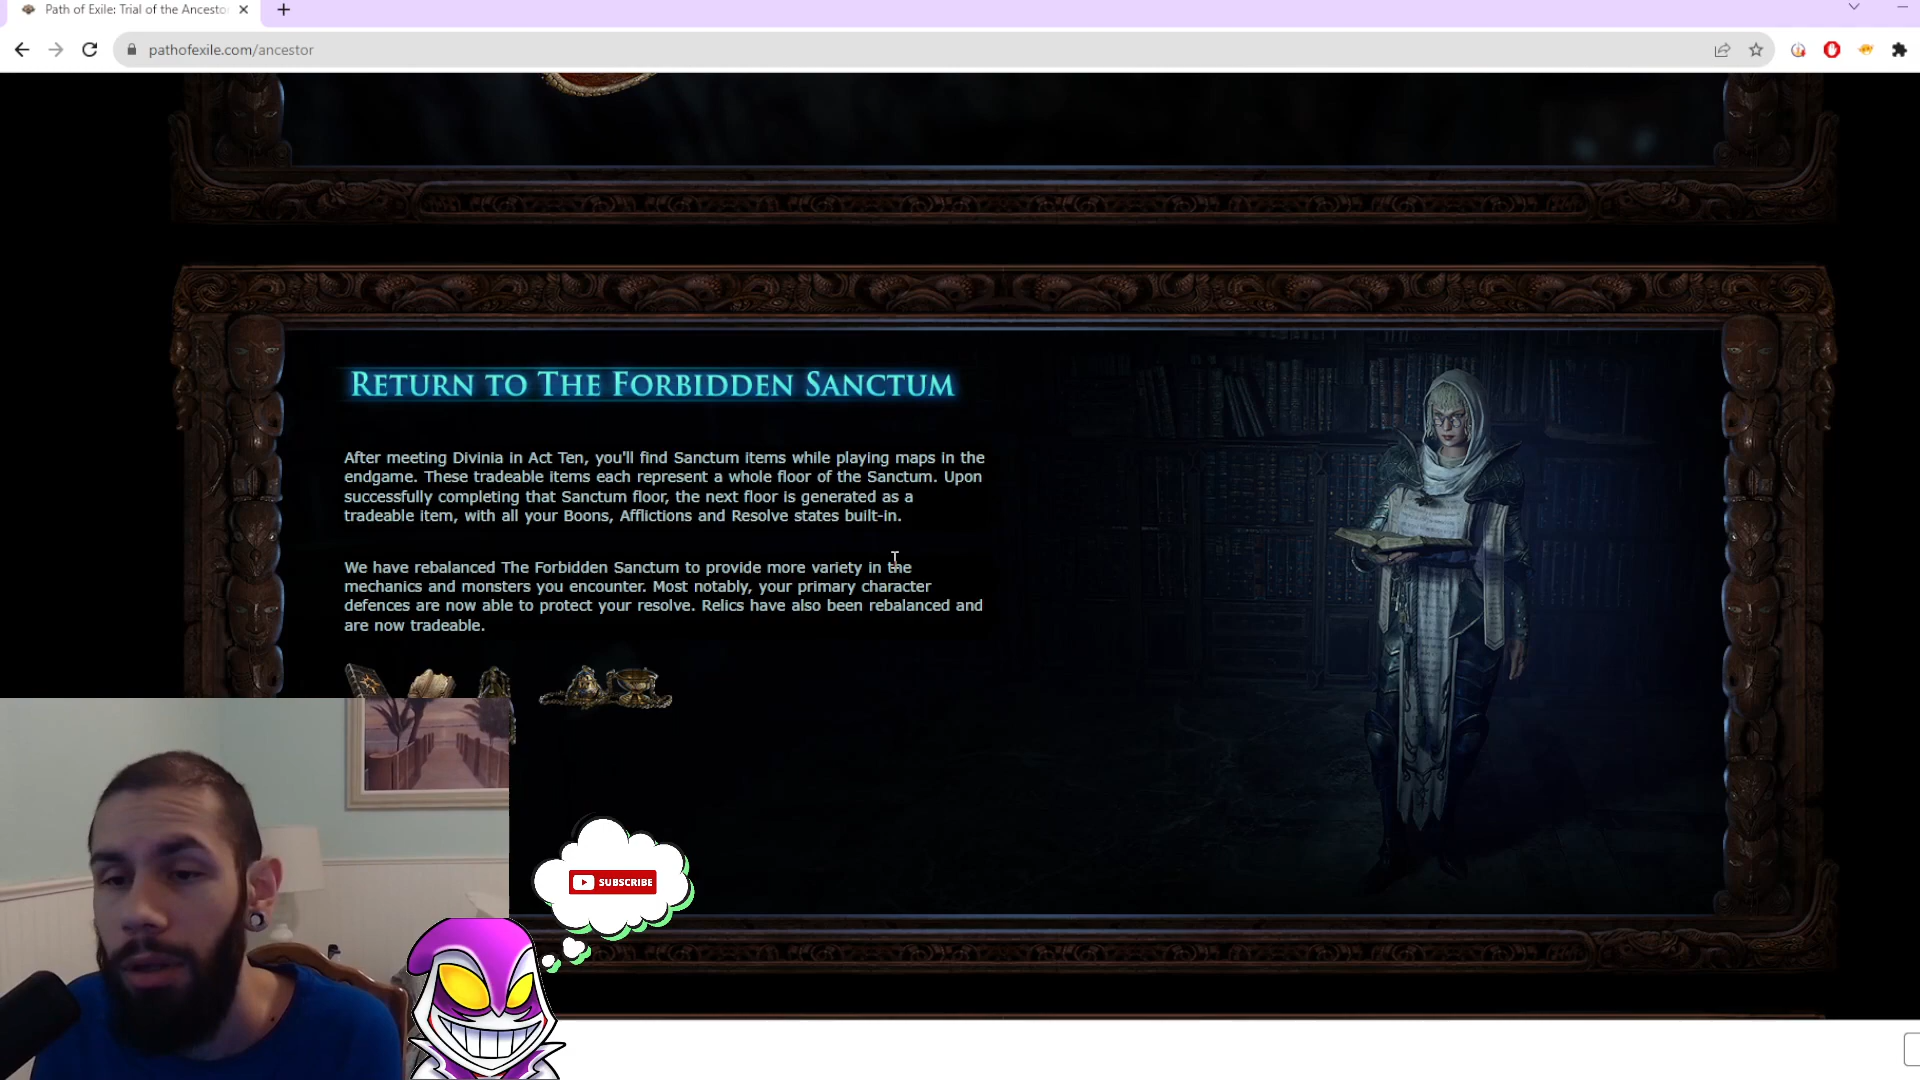 Path of Exile: Trial of the Ancesto
pathofexile.com/ancestor
RETURN TO THE FORBIDDEN SANCTUM
After meeting Divinia in Act Ten, you'll find Sanctum items while playing maps in the
endgame. These tradeable items each represent a whole floor of the Sanctum. Upon
successfully completing that Sanctum floor, the next floor is generated as a
tradeable item, with all your Boons, Afflictions and Resolve states built-in.
We have rebalanced The Forbidden Sanctum to provide more variety in the
mechanics and monsters you encounter. Most notably, your primary character
defences are now able to protect your resolve. Relics have also been rebalanced and
are now tradeable.
SUBSCRIBE